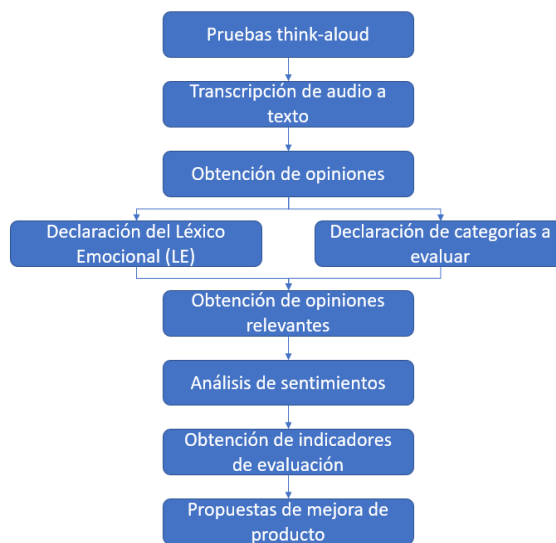 Pruebas think-aloud
Transcripción de audio a
texto
Obtención de opiniones
Declaración del Léxico
Emocional (LE)
Declaración de categorías a
evaluar
Obtención de opiniones
relevantes
Análisis de sentimientos
Obtención de indicadores
de evaluación
Propuestas de mejora de
producto